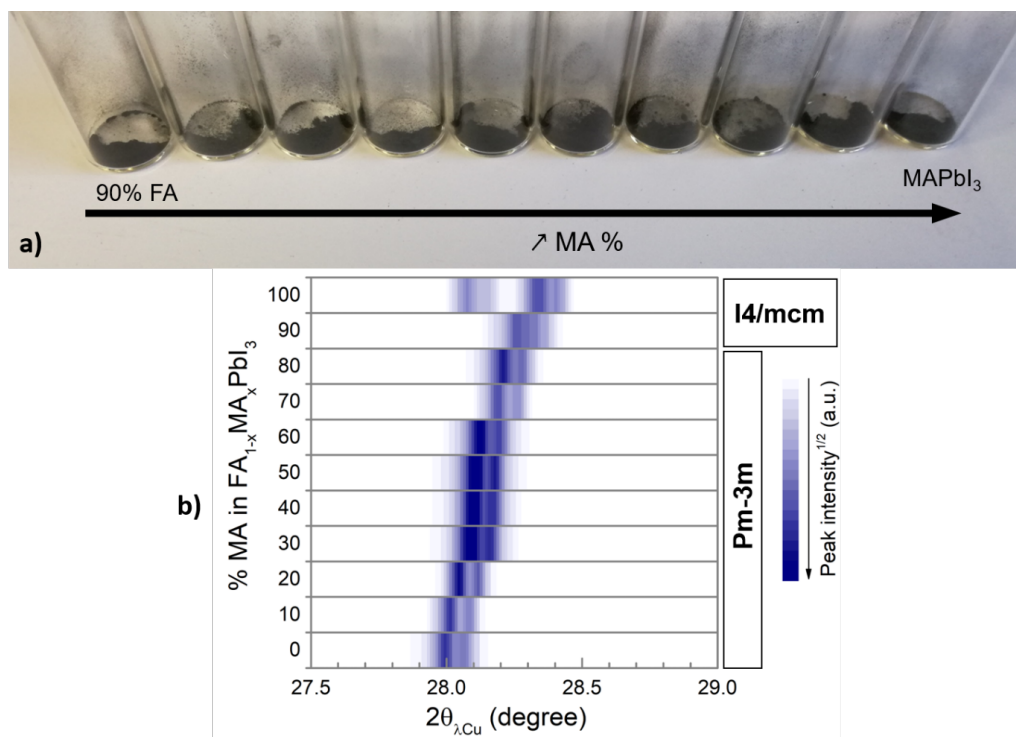 90% FA
MAPbI₃
↗ MA %
a)
b)
% MA in FA₁₋ₓMAₓPbI₃
100
90
80
70
60
50
40
30
20
10
0
27.5 28.0 28.5 29.0
2θλCu (degree)
I4/mcm
Pm-3m
Peak intensity¹/² (a.u.)